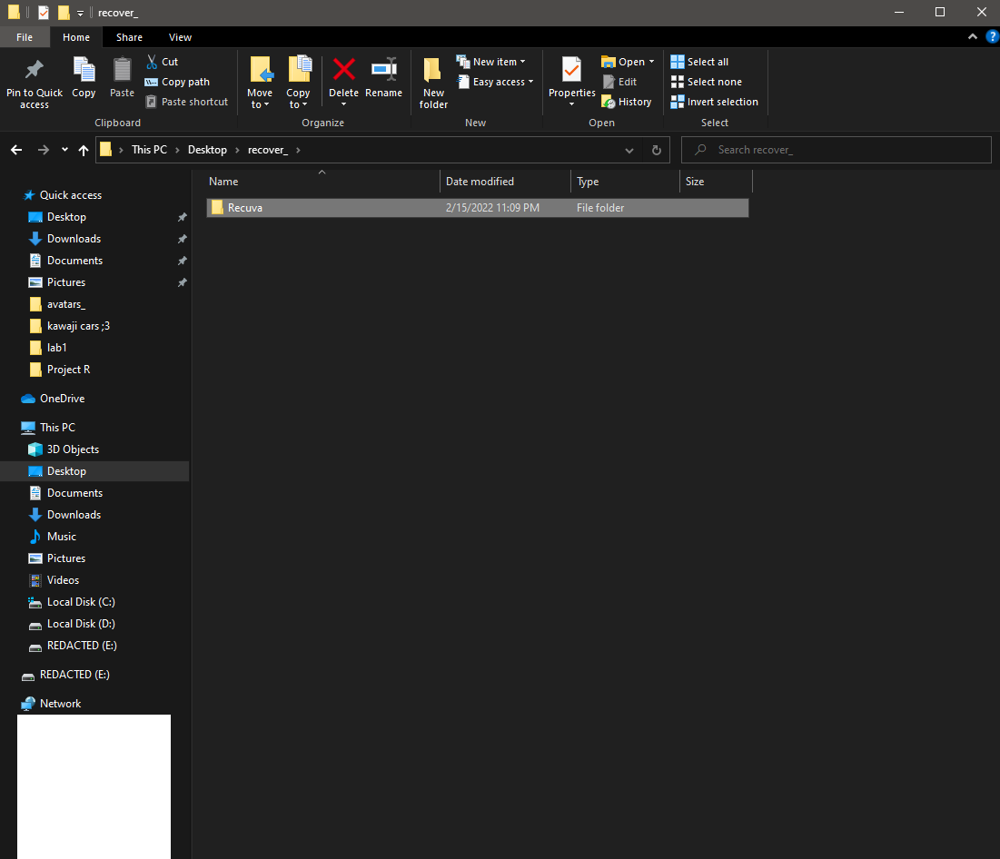 recover_
File Home Share View
Pin to Quick access
Copy
Paste
Cut
Copy path
Paste shortcut
Clipboard
Move to
Copy to
Delete
Rename
Organize
New folder
New item
Easy access
New
Properties
Open
Edit
History
Open
Select all
Select none
Invert selection
Select
This PC > Desktop > recover_ >
Search recover_
Name Date modified Type Size
Recuva 2/15/2022 11:09 PM File folder
Quick access
Desktop
Downloads
Documents
Pictures
avatars_
kawaji cars ;3
lab1
Project R
OneDrive
This PC
3D Objects
Desktop
Documents
Downloads
Music
Pictures
Videos
Local Disk (C:)
Local Disk (D:)
REDACTED (E:)
REDACTED (E:)
Network